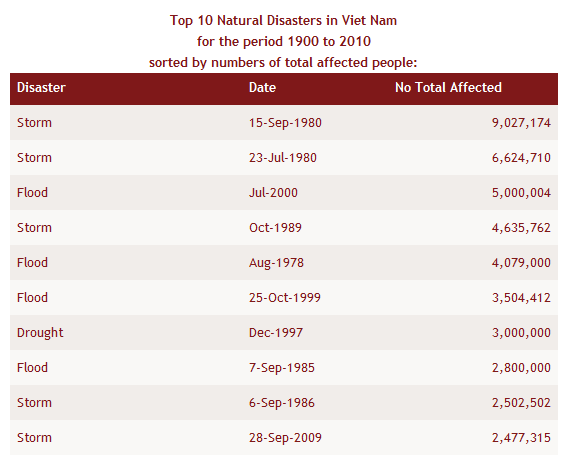 Top 10 Natural Disasters in Viet Nam
for the period 1900 to 2010
sorted by numbers of total affected people:
Disaster Date No Total Affected
Storm 15-Sep-1980 9,027,174
Storm 23-Jul-1980 6,624,710
Flood Jul-2000 5,000,004
Storm Oct-1989 4,635,762
Flood Aug-1978 4,079,000
Flood 25-Oct-1999 3,504,412
Drought Dec-1997 3,000,000
Flood 7-Sep-1985 2,800,000
Storm 6-Sep-1986 2,502,502
Storm 28-Sep-2009 2,477,315